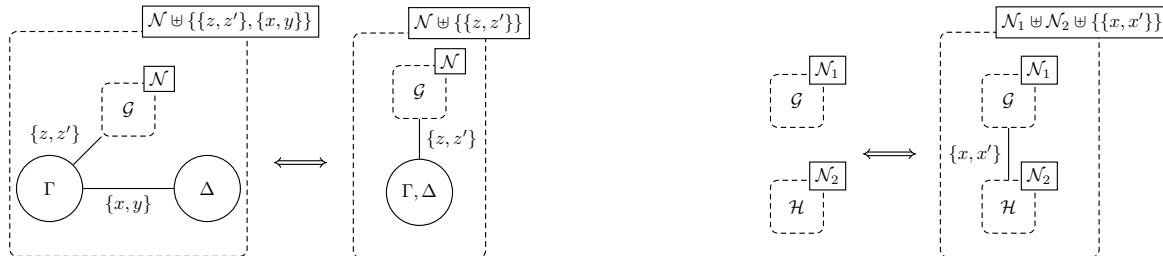 𝒩 ⊎ {{z, z′}, {x, y}}
𝒩
𝒢
{z, z′}
Γ
{x, y}
Δ
⟺
𝒩 ⊎ {{z, z′}}
𝒩
𝒢
{z, z′}
Γ, Δ
𝒩₁
𝒢
𝒩₂
ℋ
⟺
𝒩₁ ⊎ 𝒩₂ ⊎ {{x, x′}}
𝒩₁
𝒢
{x, x′}
𝒩₂
ℋ